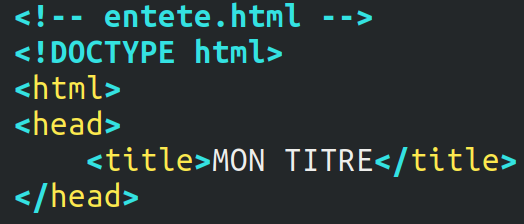 <!-- entete.html -->
<!DOCTYPE html>
<html>
<head>
    <title>MON TITRE</title>
</head>